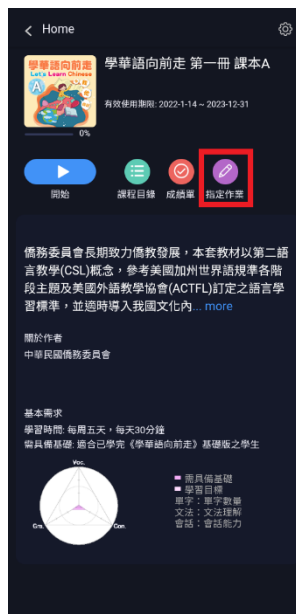 Home
學華語向前走
Let's Learn Chinese
A
學華語向前走 第一冊 課本A
有效使用期限: 2022-1-14 ~ 2023-12-31
0%
開始
課程目錄
成績單
指定作業
僑務委員會長期致力僑教發展，本套教材以第二語
言教學(CSL)概念，參考美國加州世界語規準各階
段主題及美國外語教學協會(ACTFL)訂定之語言學
習標準，並適時導入我國文化內... more
關於作者
中華民國僑務委員會
基本需求
學習時間: 每周五天，每天30分鐘
需具備基礎: 適合已學完《學華語向前走》基礎版之學生
Voc.
Gra.
Con.
需具備基礎
學習目標
單字：單字數量
文法：文法理解
會話：會話能力